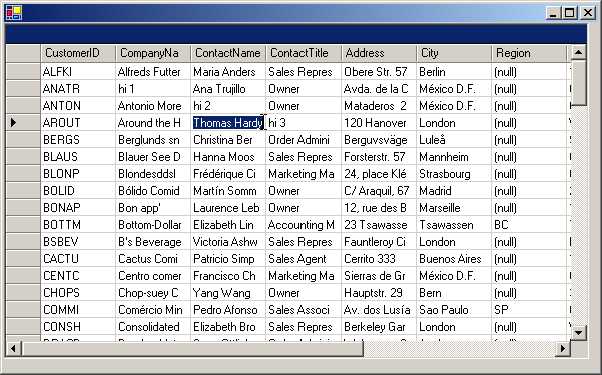 CustomerID CompanyNa ContactName ContactTitle Address City Region
ALFKI Alfreds Futter Maria Anders Sales Repres Obere Str. 57 Berlin (null)
ANATR hi 1 Ana Trujillo Owner Avda. de la C México D.F. (null)
ANTON Antonio More hi 2 Owner Mataderos 2 México D.F. (null)
AROUT Around the H Thomas Hardy hi 3 120 Hanover London (null)
BERGS Berglunds sn Christina Ber Order Admini Berguvsväge Luleå (null)
BLAUS Blauer See D Hanna Moos Sales Repres Forsterstr. 57 Mannheim (null)
BLONP Blondesddsl Frédérique Ci Marketing Ma 24, place Klé Strasbourg (null)
BOLID Bólido Comid Martín Somm Owner C/ Araquil, 67 Madrid (null)
BONAP Bon app' Laurence Leb Owner 12, rue des B Marseille (null)
BOTTM Bottom-Dollar Elizabeth Lin Accounting M 23 Tsawasse Tsawassen BC
BSBEV B's Beverage Victoria Ashw Sales Repres Fauntleroy Ci London (null)
CACTU Cactus Comi Patricio Simp Sales Agent Cerrito 333 Buenos Aires (null)
CENTC Centro comer Francisco Ch Marketing Ma Sierras de Gr México D.F. (null)
CHOPS Chop-suey C Yang Wang Owner Hauptstr. 29 Bern (null)
COMMI Comércio Min Pedro Afonso Sales Associ Av. dos Lusía Sao Paulo SP
CONSH Consolidated Elizabeth Bro Sales Repres Berkeley Gar London (null)